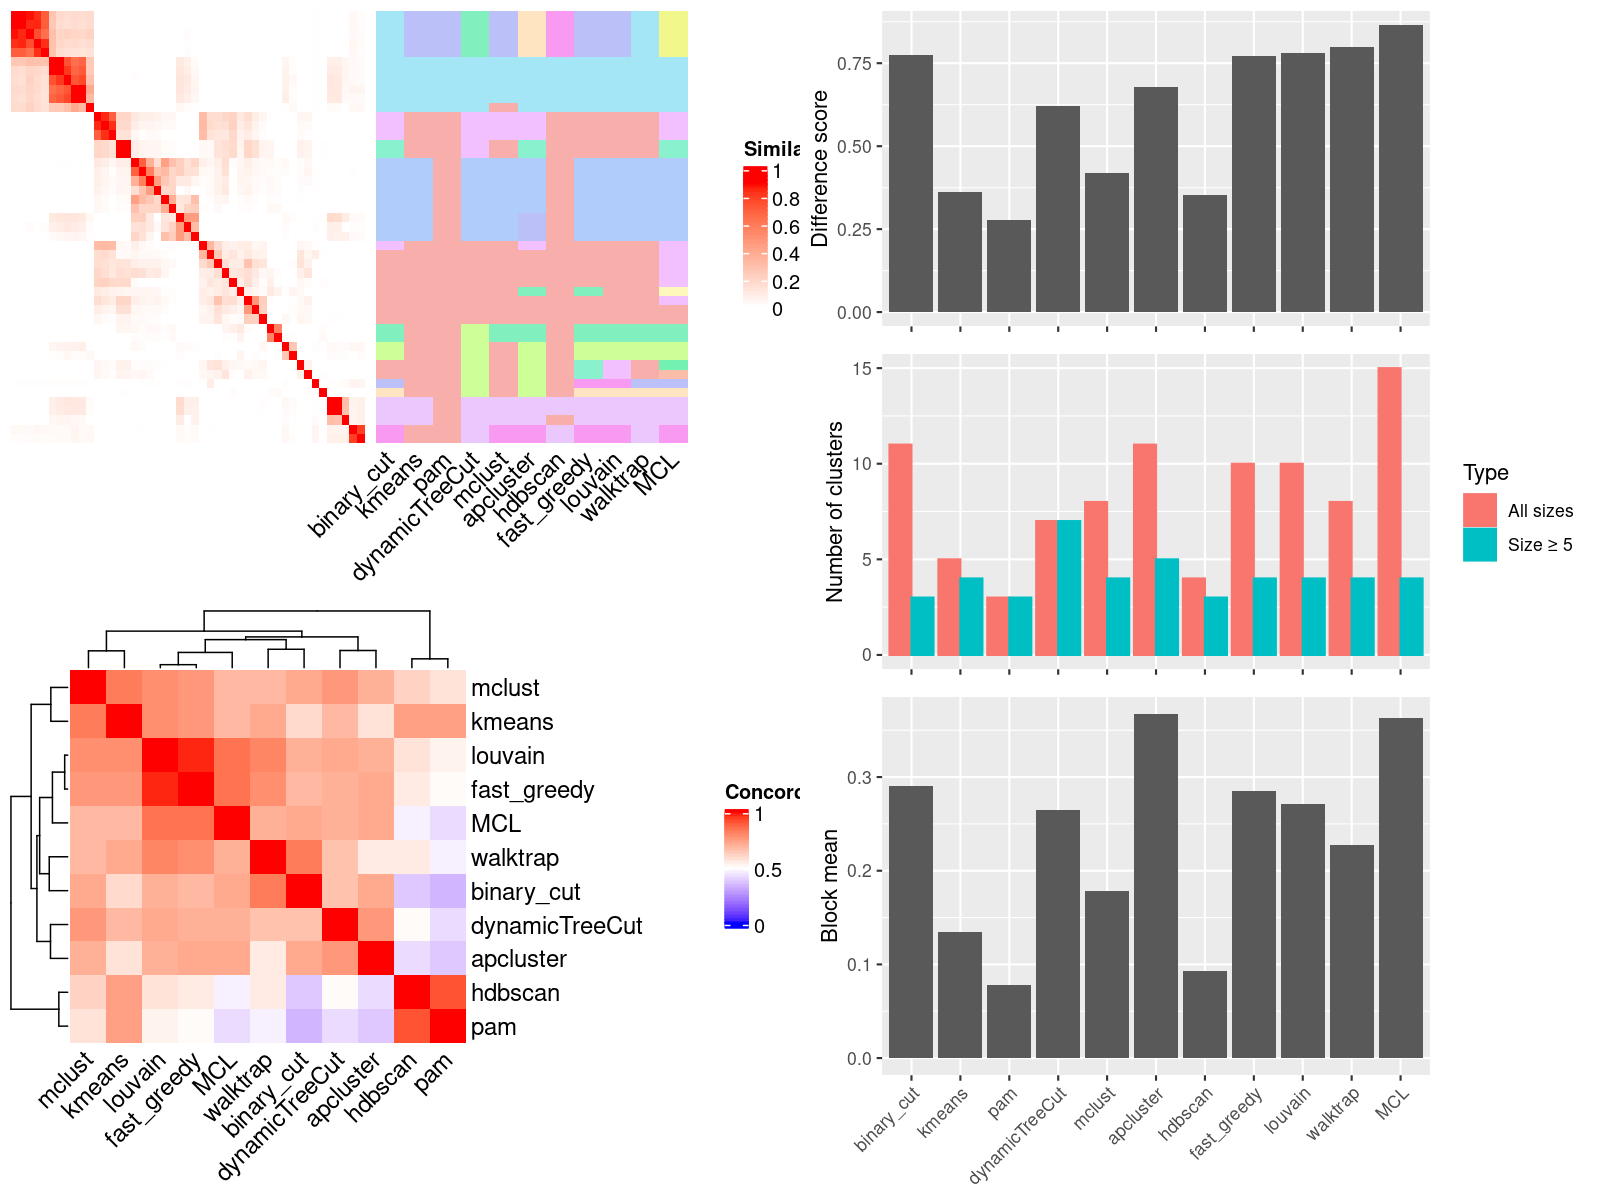 Simila
1
0.8
0.6
0.4
0.2
0
binary_cut
kmeans
pam
dynamicTreeCut
mclust
apcluster
hdbscan
fast_greedy
louvain
walktrap
MCL
mclust
kmeans
louvain
fast_greedy
MCL
walktrap
binary_cut
dynamicTreeCut
apcluster
hdbscan
pam
mclust
kmeans
louvain
fast_greedy
MCL
walktrap
binary_cut
dynamicTreeCut
apcluster
hdbscan
pam
Concord
1
0.5
0
Difference score
0.75
0.50
0.25
0.00
Number of clusters
15
10
5
0
Type
All sizes
Size ≥ 5
Block mean
0.3
0.2
0.1
0.0
binary_cut
kmeans
pam
dynamicTreeCut
mclust
apcluster
hdbscan
fast_greedy
louvain
walktrap
MCL